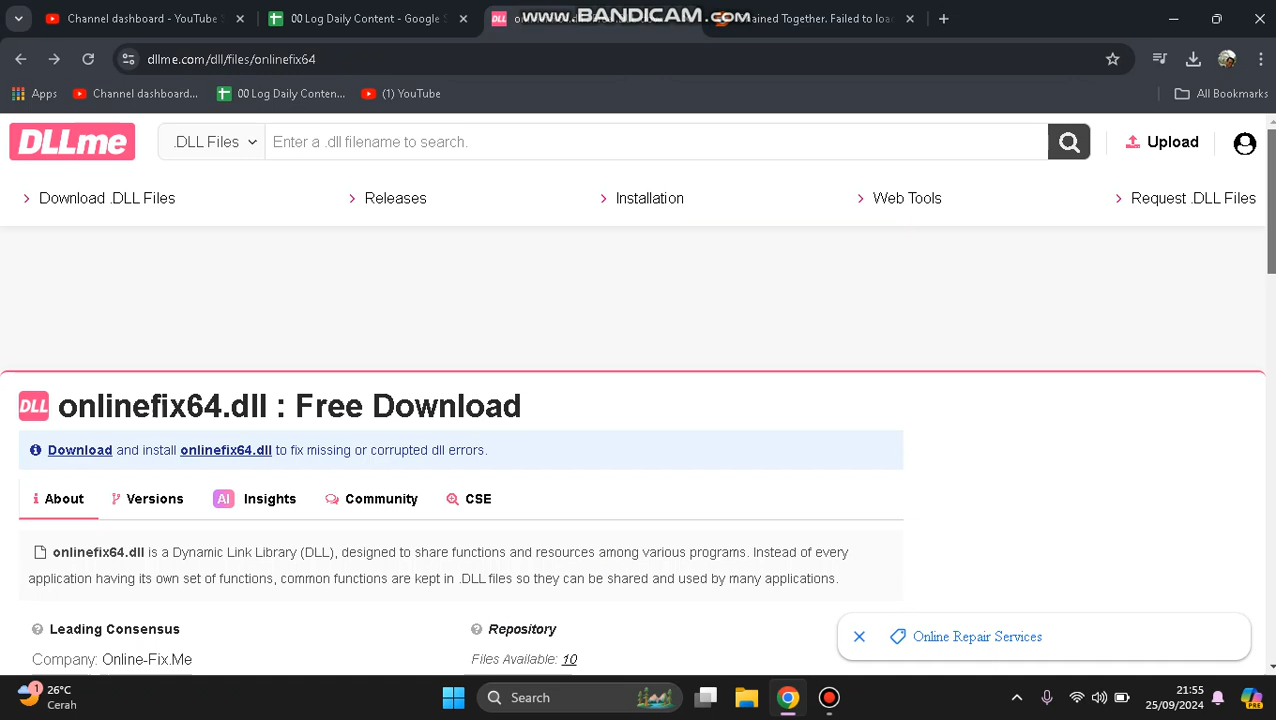 Channel dashboard - YouTube S
00 Log Daily Content - Google S
WWW.BANDICAM.COM
ained Together. Failed to loa
dllme.com/dll/files/onlinefix64
Apps
Channel dashboard...
00 Log Daily Conten...
(1) YouTube
All Bookmarks
DLLme
.DLL Files
Enter a .dll filename to search.
Upload
Download .DLL Files
Releases
Installation
Web Tools
Request .DLL Files
DLL onlinefix64.dll : Free Download
Download and install onlinefix64.dll to fix missing or corrupted dll errors.
About
Versions
AI Insights
Community
CSE
onlinefix64.dll is a Dynamic Link Library (DLL), designed to share functions and resources among various programs. Instead of every
application having its own set of functions, common functions are kept in .DLL files so they can be shared and used by many applications.
Leading Consensus
Repository
Online Repair Services
Company: Online-Fix.Me
Files Available: 10
1
26°C
Cerah
Search
PRE
21:55
25/09/2024